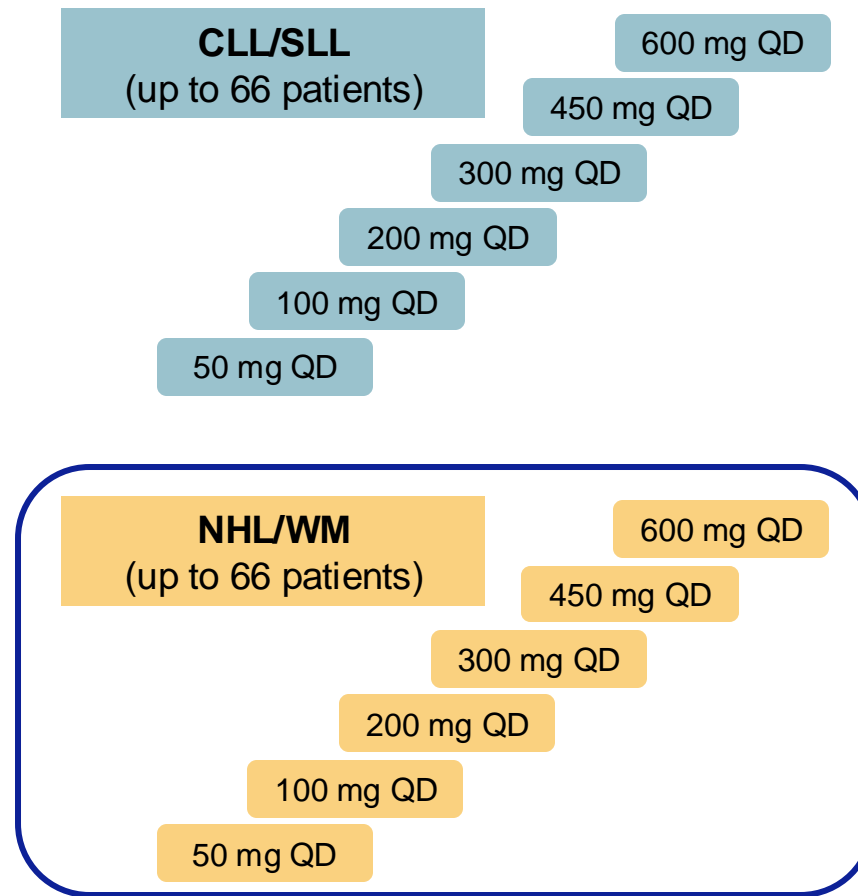 CLL/SLL
(up to 66 patients)
600 mg QD
450 mg QD
300 mg QD
200 mg QD
100 mg QD
50 mg QD
NHL/WM
(up to 66 patients)
600 mg QD
450 mg QD
300 mg QD
200 mg QD
100 mg QD
50 mg QD